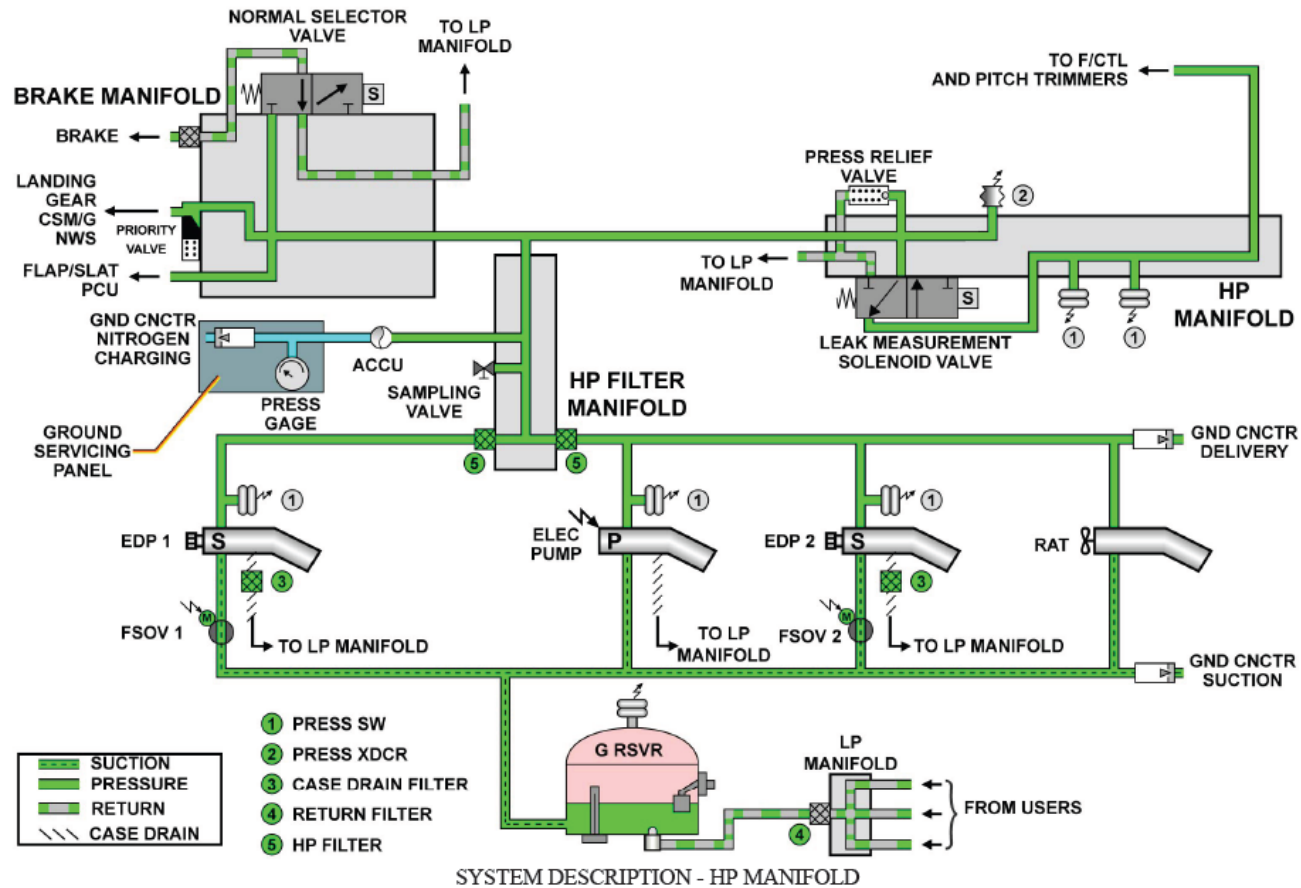 NORMAL SELECTOR
VALVE
TO LP
MANIFOLD
TO F/CTL
AND PITCH TRIMMERS
BRAKE MANIFOLD
S
BRAKE
PRESS RELIEF
VALVE
2
LANDING
GEAR
CSM/G
NWS
PRIORITY
VALVE
FLAP/SLAT
PCU
TO LP
MANIFOLD
S
HP
MANIFOLD
1
1
LEAK MEASUREMENT
SOLENOID VALVE
GND CNCTR
NITROGEN
CHARGING
ACCU
PRESS
GAGE
SAMPLING
VALVE
HP FILTER
MANIFOLD
GROUND
SERVICING
PANEL
5
5
GND CNCTR
DELIVERY
1
1
1
EDP 1
S
ELEC
PUMP
P
EDP 2
S
RAT
3
3
M
FSOV 1
TO LP MANIFOLD
TO LP
MANIFOLD
M
FSOV 2
TO LP MANIFOLD
GND CNCTR
SUCTION
1 PRESS SW
2 PRESS XDCR
3 CASE DRAIN FILTER
4 RETURN FILTER
5 HP FILTER
G RSVR
LP
MANIFOLD
4
FROM USERS
SUCTION
PRESSURE
RETURN
CASE DRAIN
SYSTEM DESCRIPTION - HP MANIFOLD